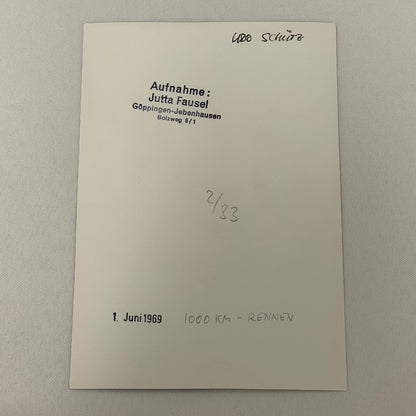 UDO SCHÜTZ
Aufnahme:
Jutta Fausel
Göppingen-Jebenhausen
Bolzweg 5/1
2/33
1. Juni 1969 1000 KM - RENNEN